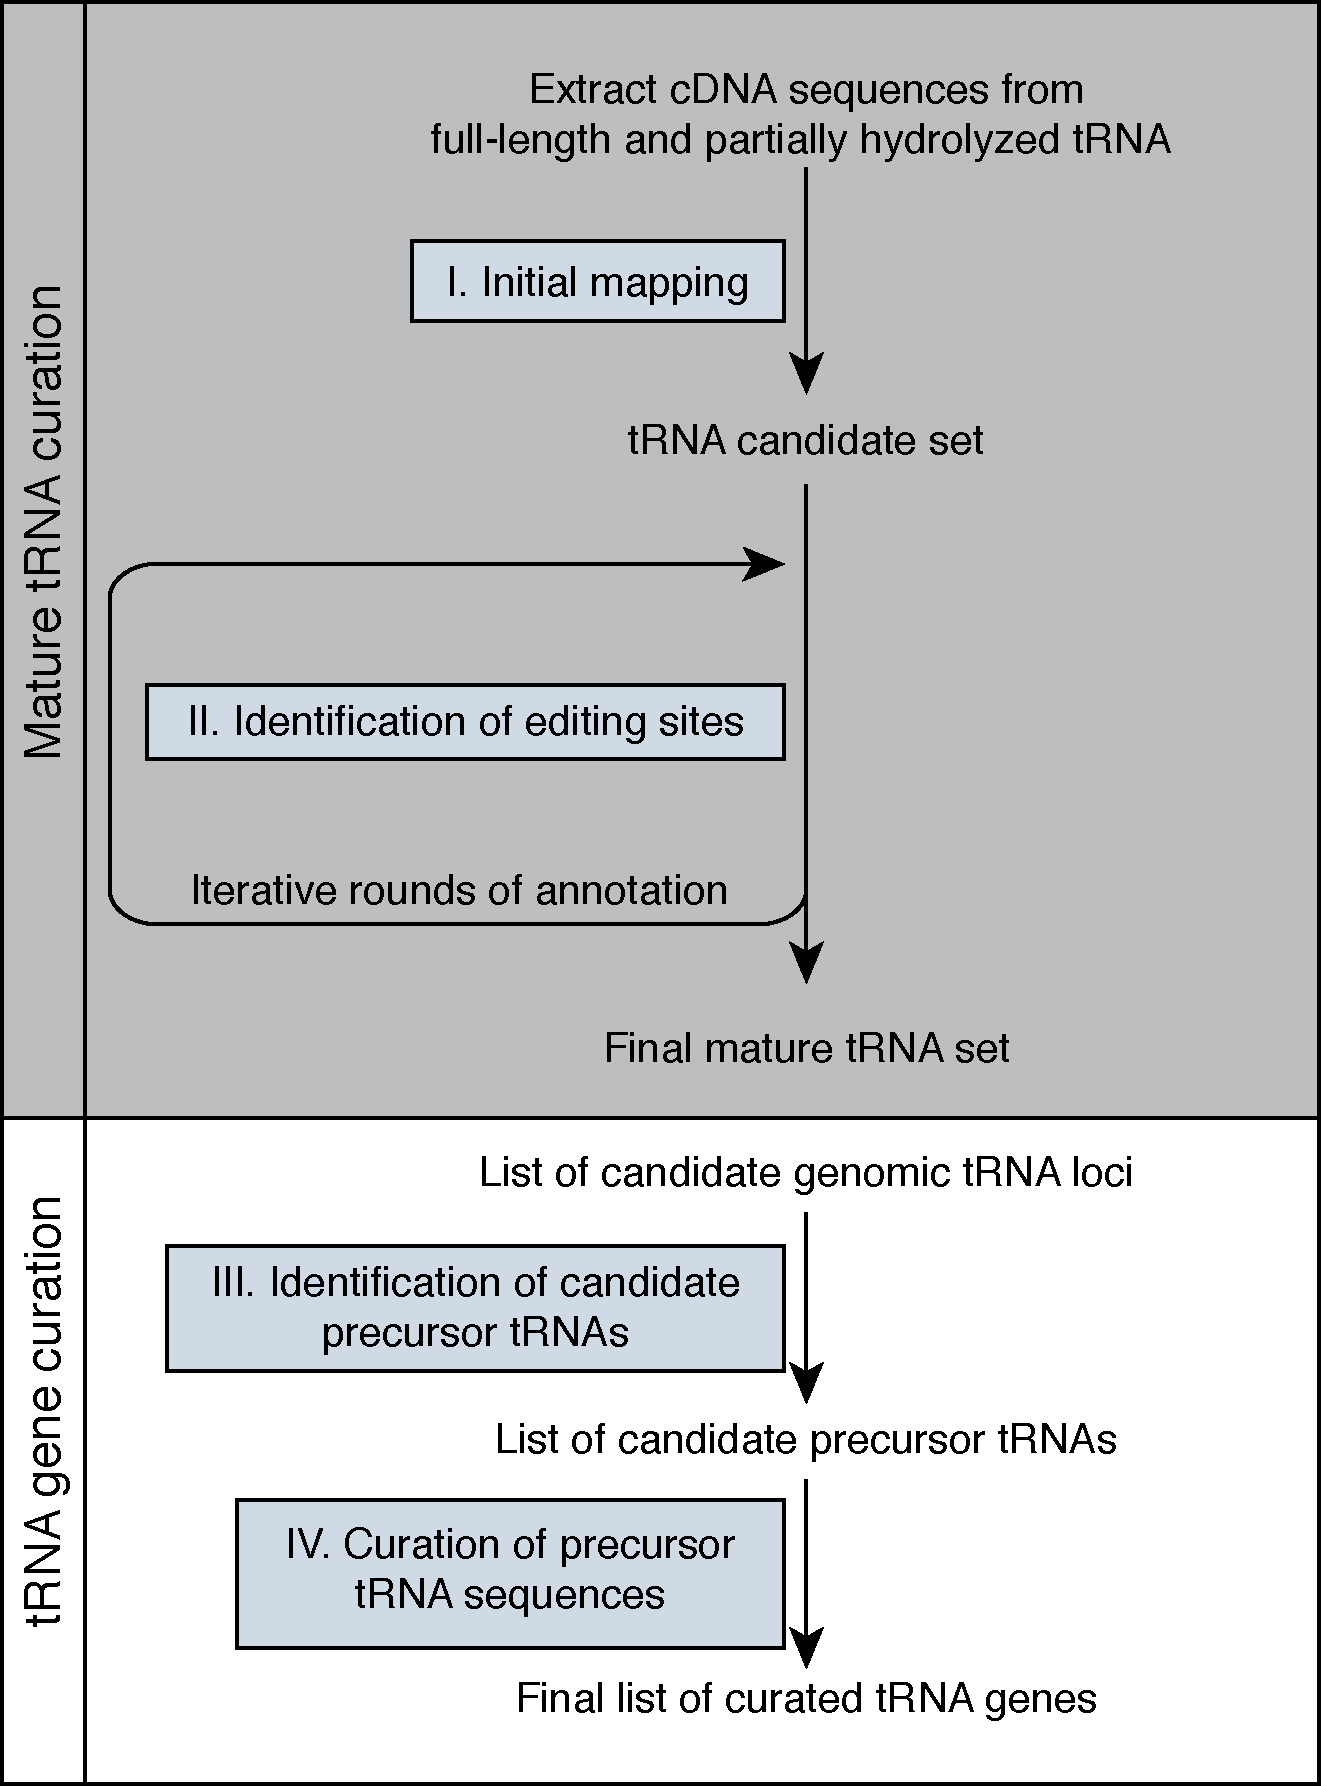 Mature tRNA curation
Extract cDNA sequences from
full-length and partially hydrolyzed tRNA
I. Initial mapping
tRNA candidate set
II. Identification of editing sites
Iterative rounds of annotation
Final mature tRNA set
tRNA gene curation
List of candidate genomic tRNA loci
III. Identification of candidate
precursor tRNAs
List of candidate precursor tRNAs
IV. Curation of precursor
tRNA sequences
Final list of curated tRNA genes